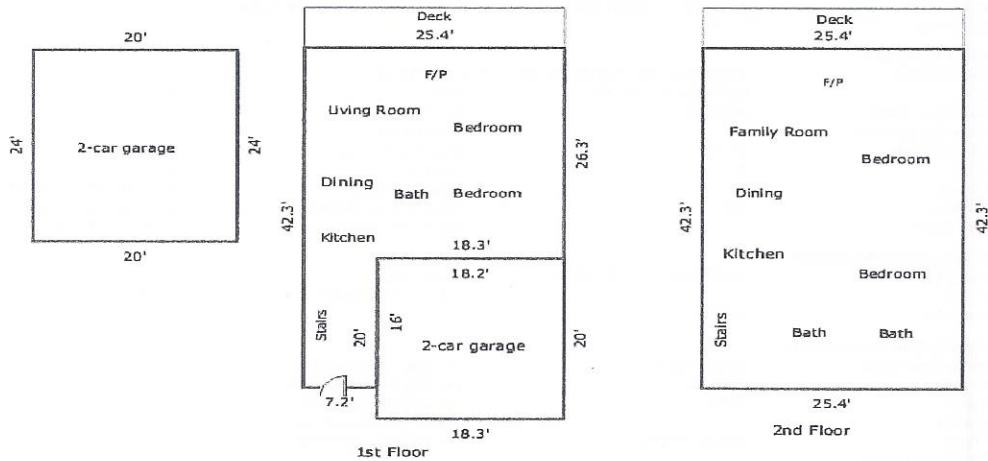 20'
24'
2-car garage
24'
20'
Deck
25.4'
F/P
Living Room
Bedroom
26.3'
Dining
Bath
Bedroom
42.3'
Kitchen
18.3'
18.2'
Stairs
20'
16'
2-car garage
20'
7.2'
18.3'
1st Floor
Deck
25.4'
F/P
Family Room
Bedroom
Dining
42.3'
42.3'
Kitchen
Bedroom
Stairs
Bath
Bath
25.4'
2nd Floor